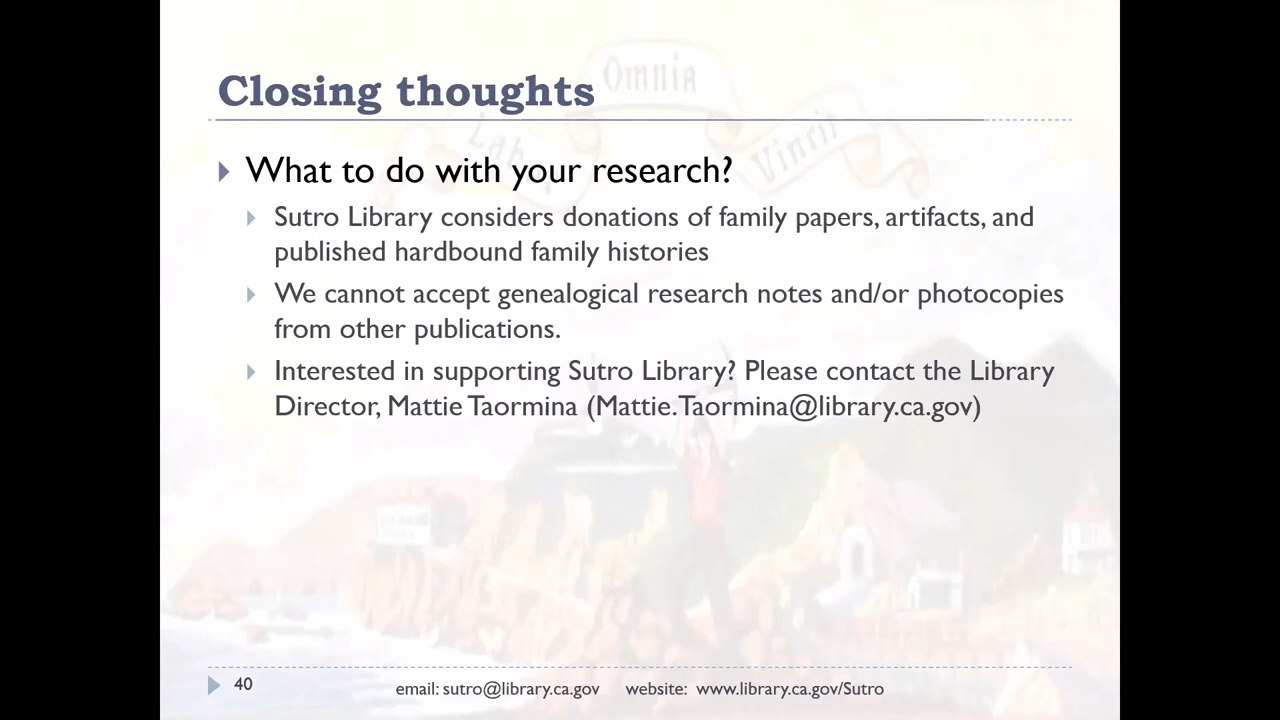 Omnia
Closing thoughts
Lab
Vincit
What to do with your research?
Sutro Library considers donations of family papers, artifacts, and
published hardbound family histories
We cannot accept genealogical research notes and/or photocopies
from other publications.
Interested in supporting Sutro Library? Please contact the Library
Director, Mattie Taormina (Mattie.Taormina@library.ca.gov)
40
email: sutro@library.ca.gov website: www.library.ca.gov/Sutro